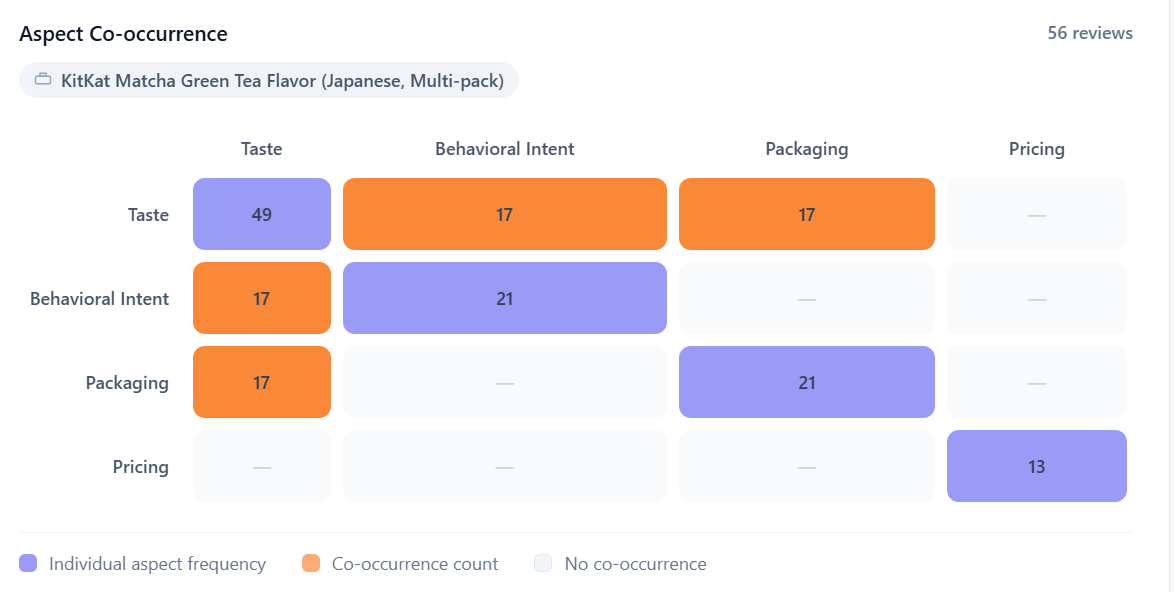 Aspect Co-occurrence 56 reviews
KitKat Matcha Green Tea Flavor (Japanese, Multi-pack)
Taste Behavioral Intent Packaging Pricing
Taste 49 17 17 —
Behavioral Intent 17 21 — —
Packaging 17 — 21 —
Pricing — — — 13
Individual aspect frequency Co-occurrence count No co-occurrence